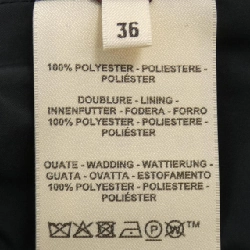 36
100% POLYESTER - POLIESTERE -
POLIÉSTER
DOUBLURE - LINING -
INNENFUTTER - FODERA - FORRO
100% POLYESTER - POLIESTERE -
POLIÉSTER
OUATE - WADDING - WATTIERUNG -
GUATA - OVATTA - ESTOFAMENTO
100% POLYESTER - POLIESTERE -
POLIÉSTER
P W TM